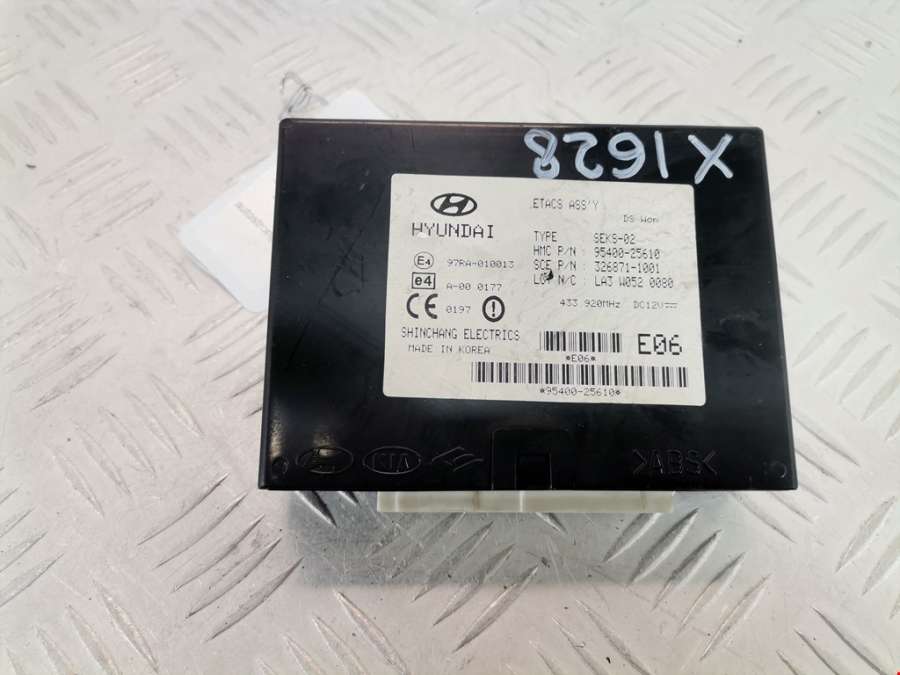 X1628
HYUNDAI
ETACS ASS'Y
DS Won
TYPE : SEKS-02
HMC P/N : 95400-25610
SCE P/N : 326871-1001
LOT N/C : LA3 W052 0080
E4 97RA-010013
e4 A-00 0177
CE 0197
433 920MHz DC12V
SHINCHANG ELECTRICS
MADE IN KOREA
*E06*
E06
*95400-25610*
KIA
>ABS<